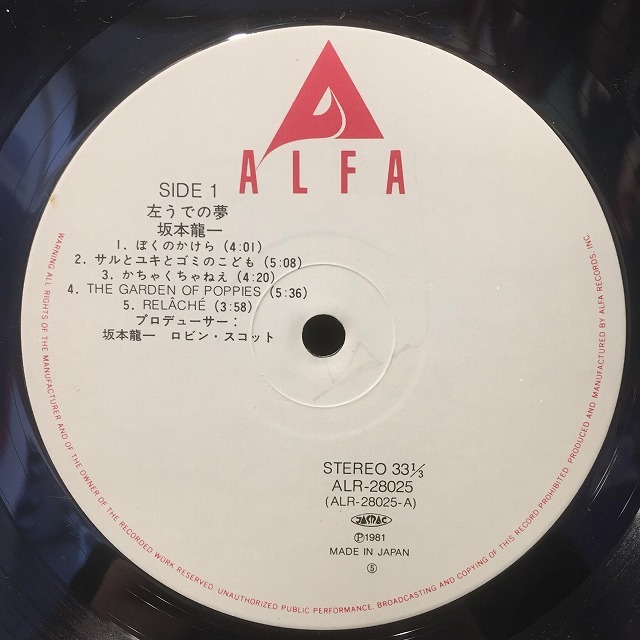 ALFA
SIDE 1
左うでの夢
坂本龍一
1. ぼくのかけら (4:01)
2. サルとユキとゴミのこども (5:08)
3. かちゃくちゃねえ (4:20)
4. THE GARDEN OF POPPIES (5:36)
5. RELÂCHÉ (3:58)
プロデューサー:
坂本龍一 ロビン・スコット
STEREO 33⅓
ALR-28025
(ALR-28025-A)
JASRAC
Ⓟ1981
MADE IN JAPAN
Ⓢ
WARNING: ALL RIGHTS OF THE MANUFACTURER AND OF THE OWNER OF THE RECORDED WORK RESERVED. UNAUTHORIZED PUBLIC PERFORMANCE. BROADCASTING AND COPYING OF THIS RECORD PROHIBITED. PRODUCED AND MANUFACTURED BY ALFA RECORDS, INC.